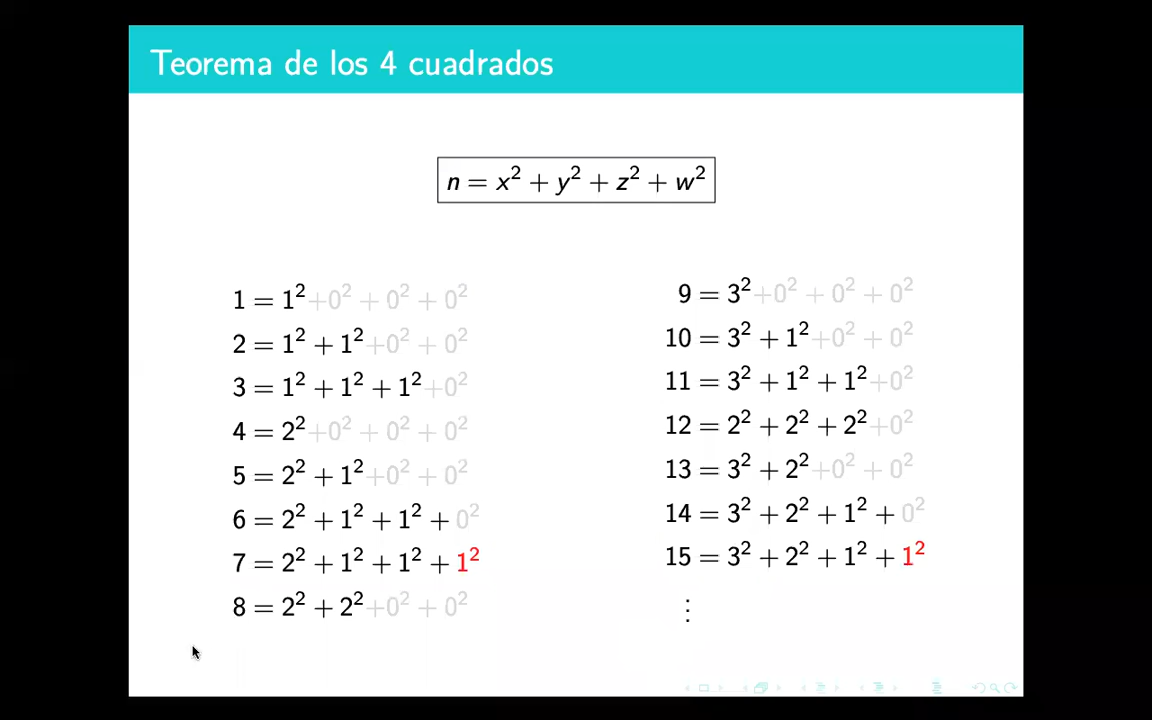 Teorema de los 4 cuadrados
n = x² + y² + z² + w²
1 = 1² + 0² + 0² + 0²
2 = 1² + 1² + 0² + 0²
3 = 1² + 1² + 1² + 0²
4 = 2² + 0² + 0² + 0²
5 = 2² + 1² + 0² + 0²
6 = 2² + 1² + 1² + 0²
7 = 2² + 1² + 1² + 1²
8 = 2² + 2² + 0² + 0²
9 = 3² + 0² + 0² + 0²
10 = 3² + 1² + 0² + 0²
11 = 3² + 1² + 1² + 0²
12 = 2² + 2² + 2² + 0²
13 = 3² + 2² + 0² + 0²
14 = 3² + 2² + 1² + 0²
15 = 3² + 2² + 1² + 1²
⋮